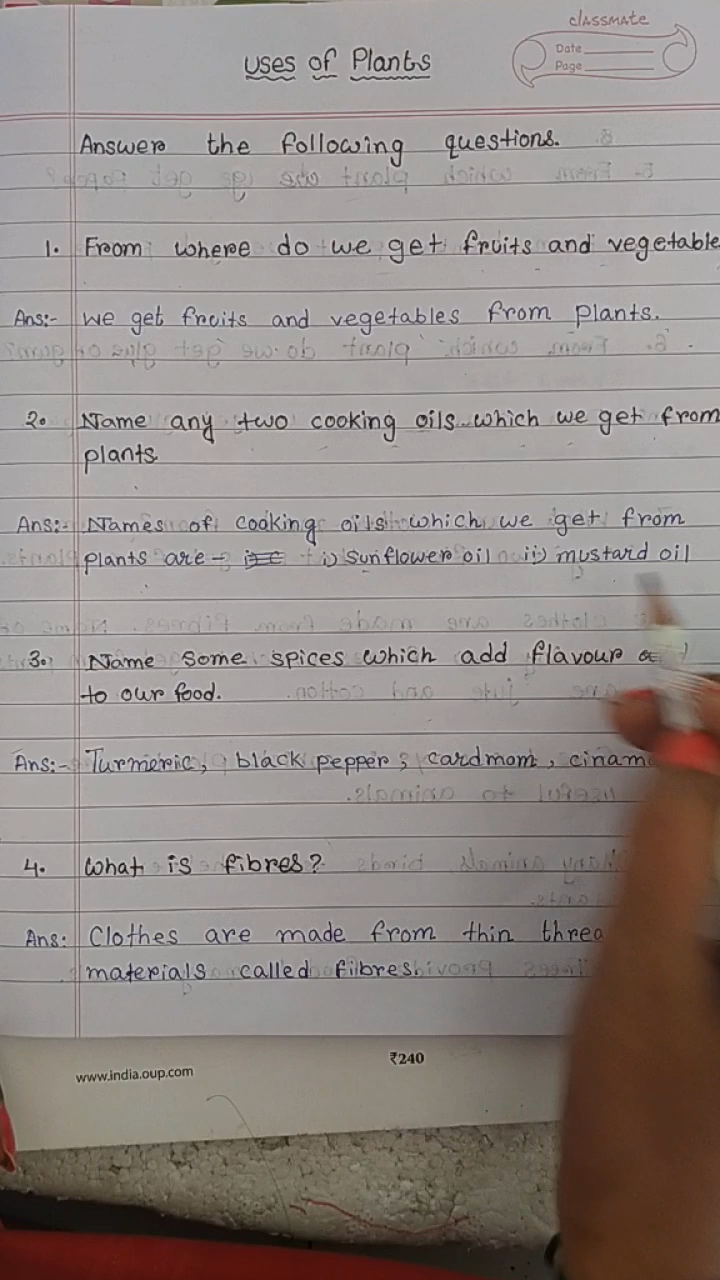 classmate
Date
Page
Uses of Plants
Answer the following questions.
1. From where do we get fruits and vegetable
Ans:- We get fruits and vegetables from plants.
2. Name any two cooking oils which we get from
plants
Ans:- Names of cooking oils which we get from
plants are - i) Sunflower oil ii) mustard oil
3. Name some spices which add flavour
to our food.
Ans:- Turmeric, black pepper, cardmom, cinam
4. What is fibres?
Ans: Clothes are made from thin threa
materials called fibres.
₹240
www.india.oup.com